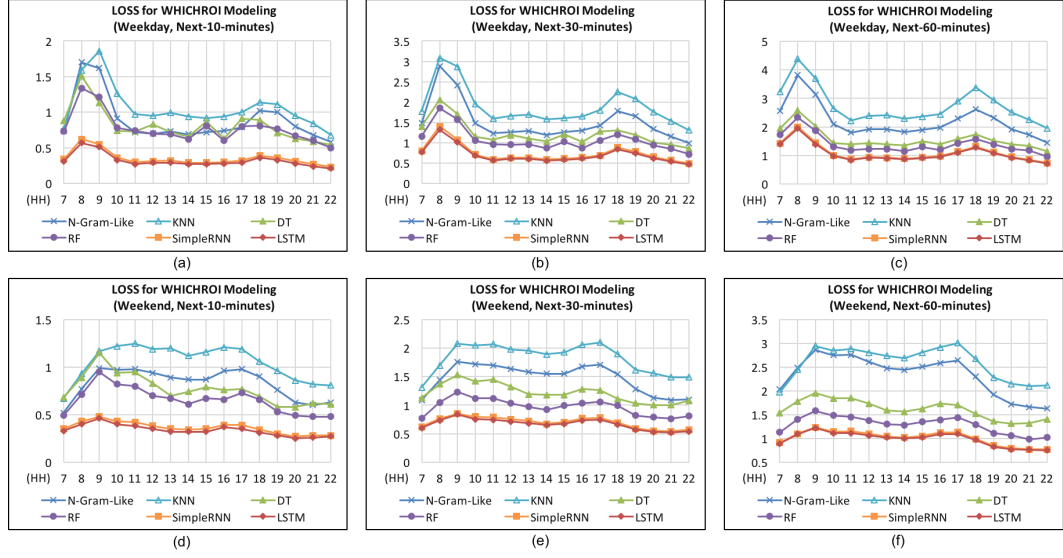 LOSS for WHICHROI Modeling
(Weekday, Next-10-minutes)
2
1.5
1
0.5
0
(HH) 7 8 9 10 11 12 13 14 15 16 17 18 19 20 21 22
N-Gram-Like KNN DT
RF SimpleRNN LSTM
(a)
LOSS for WHICHROI Modeling
(Weekday, Next-30-minutes)
3.5
3
2.5
2
1.5
1
0.5
0
(HH) 7 8 9 10 11 12 13 14 15 16 17 18 19 20 21 22
N-Gram-Like KNN DT
RF SimpleRNN LSTM
(b)
LOSS for WHICHROI Modeling
(Weekday, Next-60-minutes)
5
4
3
2
1
0
(HH) 7 8 9 10 11 12 13 14 15 16 17 18 19 20 21 22
N-Gram-Like KNN DT
RF SimpleRNN LSTM
(c)
LOSS for WHICHROI Modeling
(Weekend, Next-10-minutes)
1.5
1
0.5
0
(HH) 7 8 9 10 11 12 13 14 15 16 17 18 19 20 21 22
N-Gram-Like KNN DT
RF SimpleRNN LSTM
(d)
LOSS for WHICHROI Modeling
(Weekend, Next-30-minutes)
2.5
2
1.5
1
0.5
0
(HH) 7 8 9 10 11 12 13 14 15 16 17 18 19 20 21 22
N-Gram-Like KNN DT
RF SimpleRNN LSTM
(e)
LOSS for WHICHROI Modeling
(Weekend, Next-60-minutes)
3.5
3
2.5
2
1.5
1
0.5
(HH) 7 8 9 10 11 12 13 14 15 16 17 18 19 20 21 22
N-Gram-Like KNN DT
RF SimpleRNN LSTM
(f)